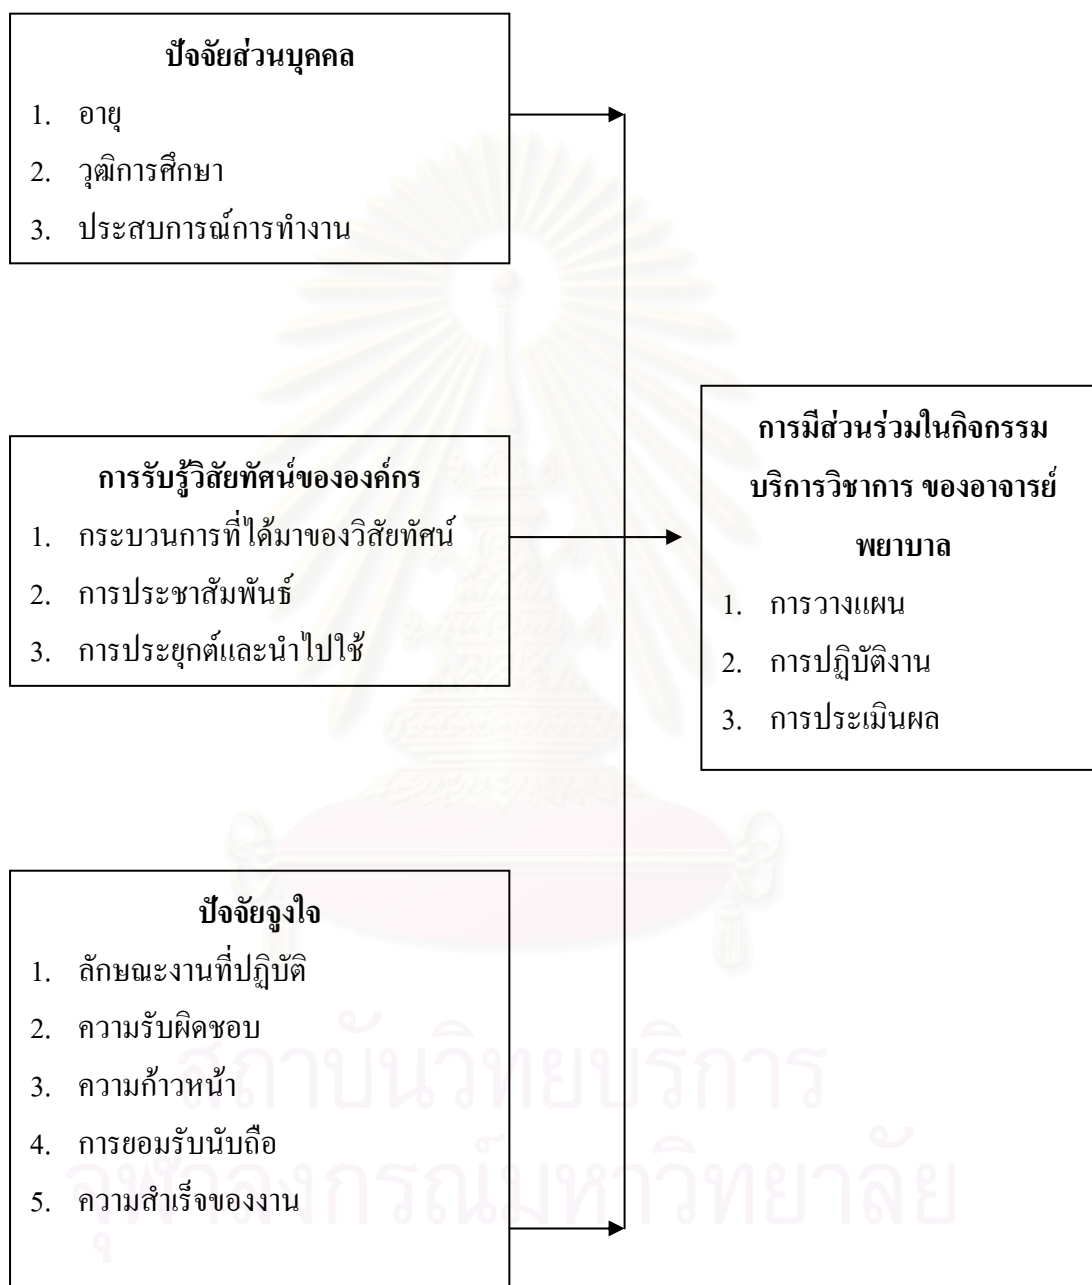 ปัจจัยส่วนบุคคล
1. อายุ
2. วุฒิการศึกษา
3. ประสบการณ์การทำงาน
การรับรู้วิสัยทัศน์ขององค์กร
1. กระบวนการที่ได้มาของวิสัยทัศน์
2. การประชาสัมพันธ์
3. การประยุกต์และนำไปใช้
การมีส่วนร่วมในกิจกรรม
บริการวิชาการ ของอาจารย์
พยาบาล
1. การวางแผน
2. การปฏิบัติงาน
3. การประเมินผล
ปัจจัยจูงใจ
1. ลักษณะงานที่ปฏิบัติ
2. ความรับผิดชอบ
3. ความก้าวหน้า
4. การยอมรับนับถือ
5. ความสำเร็จของงาน
สถาบันวิทยบริการ
จุฬาลงกรณ์มหาวิทยาลัย